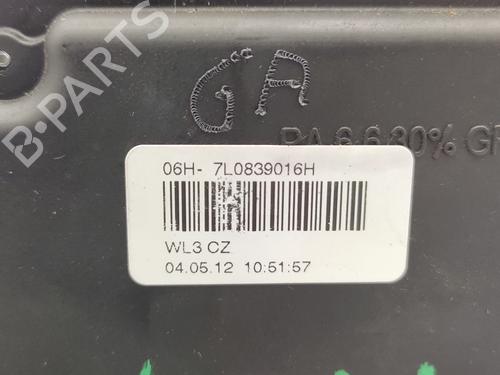 GA
PA 6.6 30% GF
06H- 7L0839016H
WL3 CZ
04.05.12 10:51:57
B-PARTS